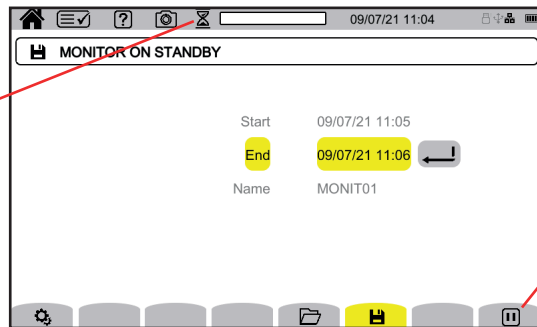 ? 09/07/21 11:04
MONITOR ON STANDBY
Start 09/07/21 11:05
End 09/07/21 11:06
Name MONIT01